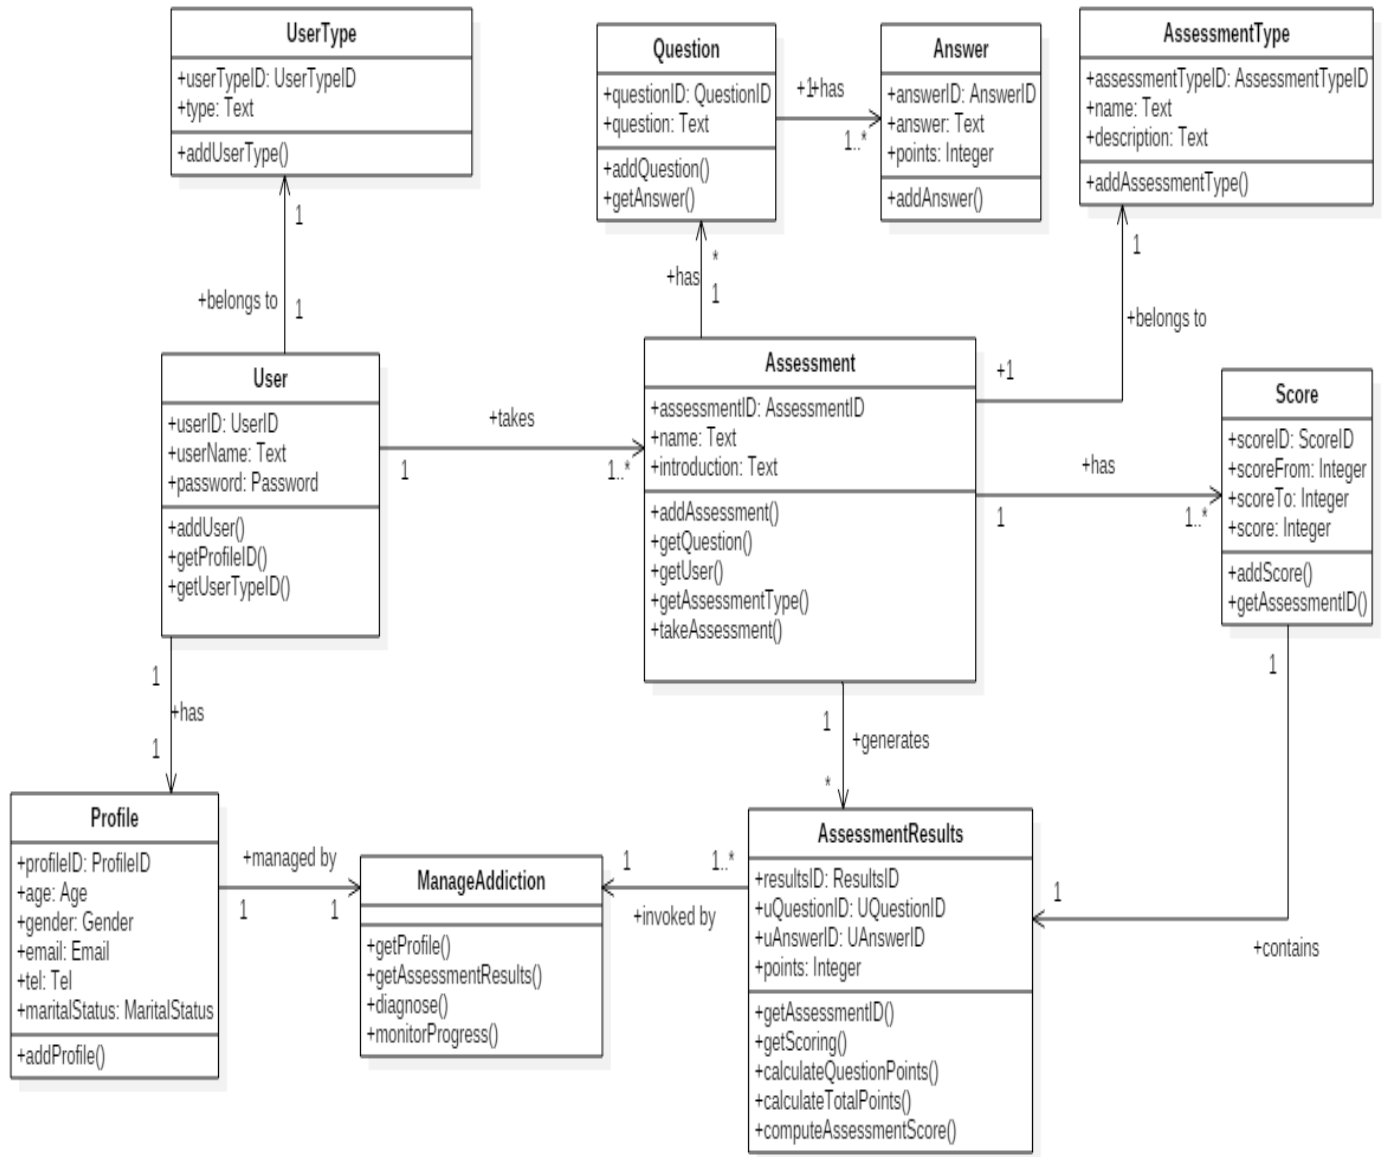 UserType
+userTypeID: UserTypeID
+type: Text
+addUserType()
Question
+questionID: QuestionID
+question: Text
+addQuestion()
+getAnswer()
+1
+has
1..*
Answer
+answerID: AnswerID
+answer: Text
+points: Integer
+addAnswer()
AssessmentType
+assessmentTypeID: AssessmentTypeID
+name: Text
+description: Text
+addAssessmentType()
1
+belongs to
1
*
+has
1
1
+belongs to
+1
User
+userID: UserID
+userName: Text
+password: Password
+addUser()
+getProfileID()
+getUserTypeID()
+takes
1
1..*
Assessment
+assessmentID: AssessmentID
+name: Text
+introduction: Text
+addAssessment()
+getQuestion()
+getUser()
+getAssessmentType()
+takeAssessment()
+has
1
1..*
Score
+scoreID: ScoreID
+scoreFrom: Integer
+scoreTo: Integer
+score: Integer
+addScore()
+getAssessmentID()
1
+has
1
1
+generates
*
1
1
+contains
Profile
+profileID: ProfileID
+age: Age
+gender: Gender
+email: Email
+tel: Tel
+maritalStatus: MaritalStatus
+addProfile()
+managed by
1
1
ManageAddiction
+getProfile()
+getAssessmentResults()
+diagnose()
+monitorProgress()
1
1..*
+invoked by
AssessmentResults
+resultsID: ResultsID
+uQuestionID: UQuestionID
+uAnswerID: UAnswerID
+points: Integer
+getAssessmentID()
+getScoring()
+calculateQuestionPoints()
+calculateTotalPoints()
+computeAssessmentScore()